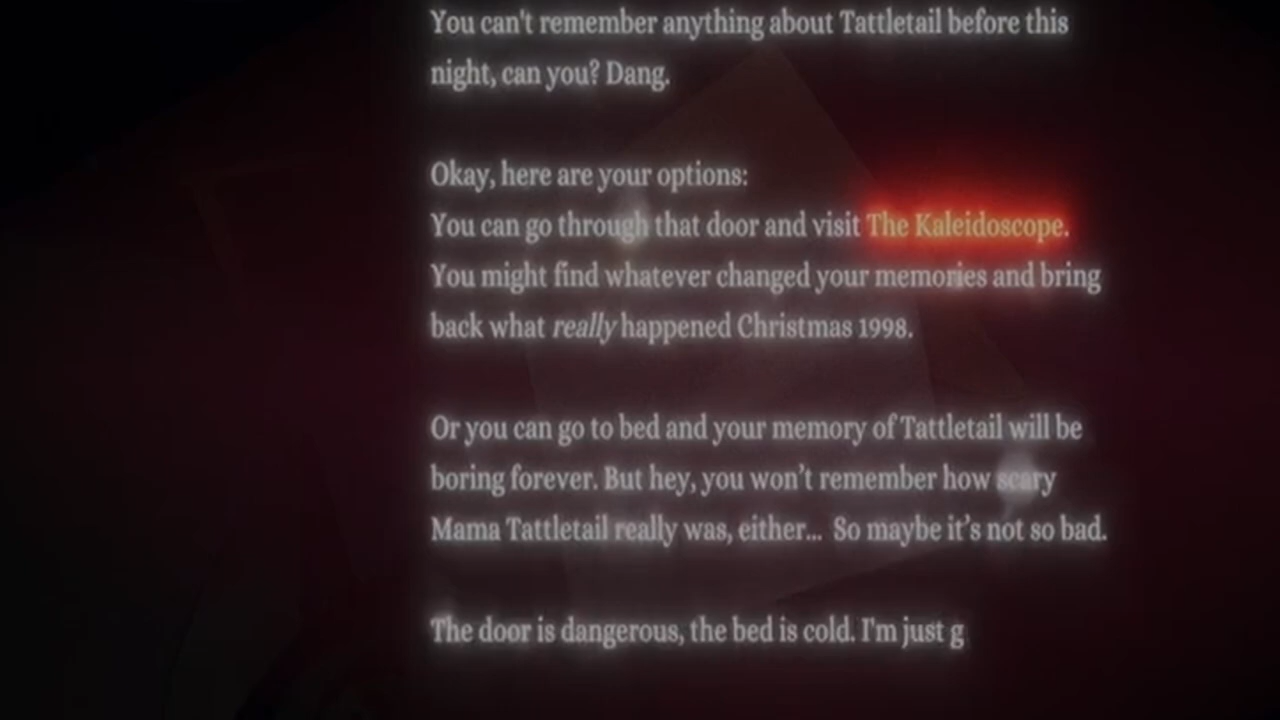 You can't remember anything about Tattletail before this
night, can you? Dang.
Okay, here are your options:
You can go through that door and visit The Kaleidoscope.
You might find whatever changed your memories and bring
back what really happened Christmas 1998.
Or you can go to bed and your memory of Tattletail will be
boring forever. But hey, you won’t remember how scary
Mama Tattletail really was, either... So maybe it’s not so bad.
The door is dangerous, the bed is cold. I'm just g